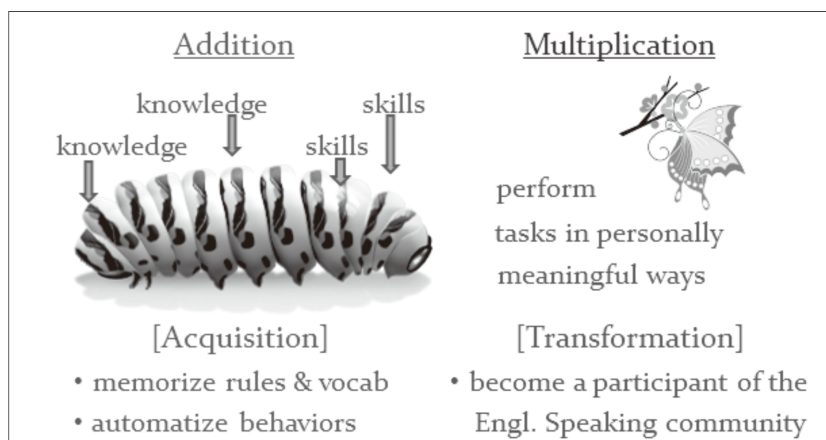 Addition
knowledge
skills
knowledge
skills
[Acquisition]
• memorize rules & vocab
• automatize behaviors
Multiplication
perform
tasks in personally
meaningful ways
[Transformation]
• become a participant of the
Engl. Speaking community